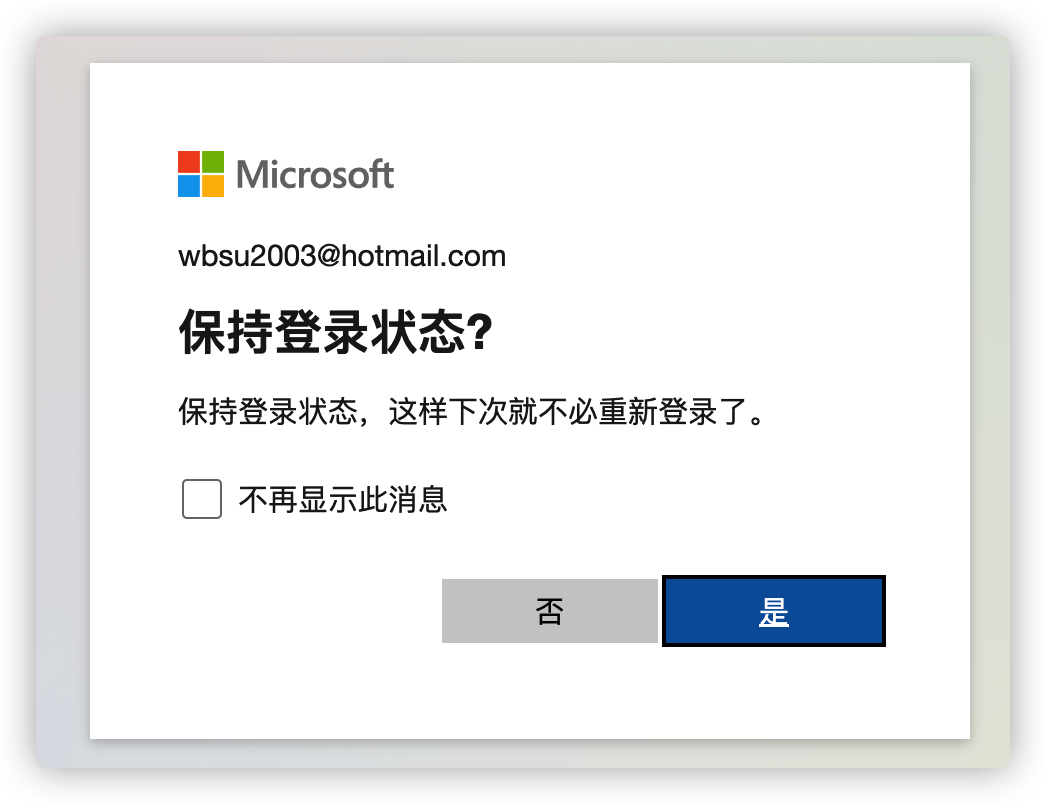 Microsoft
wbsu2003@hotmail.com
保持登录状态?
保持登录状态，这样下次就不必重新登录了。
不再显示此消息
否
是